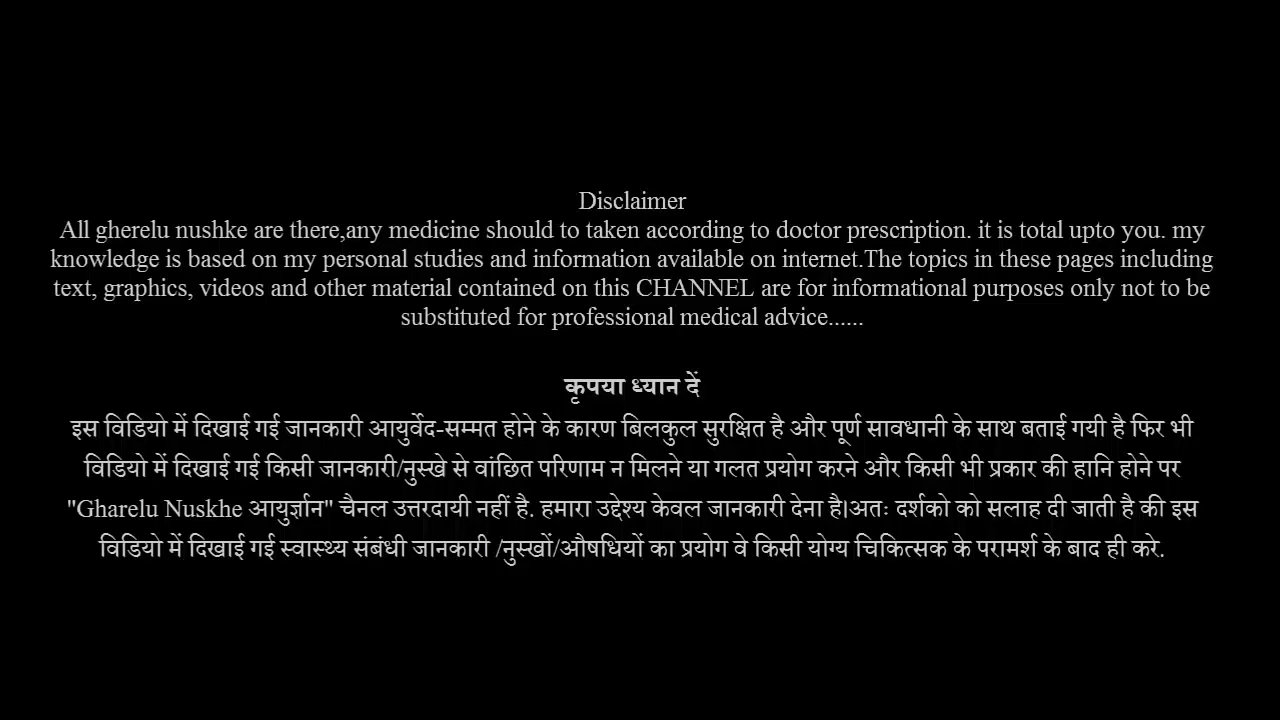 Disclaimer
All gherelu nushke are there,any medicine should to taken according to doctor prescription. it is total upto you. my
knowledge is based on my personal studies and information available on internet.The topics in these pages including
text, graphics, videos and other material contained on this CHANNEL are for informational purposes only not to be
substituted for professional medical advice......
कृपया ध्यान दें
इस विडियो में दिखाई गई जानकारी आयुर्वेद-सम्मत होने के कारण बिलकुल सुरक्षित है और पूर्ण सावधानी के साथ बताई गयी है फिर भी
विडियो में दिखाई गई किसी जानकारी/नुस्खे से वांछित परिणाम न मिलने या गलत प्रयोग करने और किसी भी प्रकार की हानि होने पर
"Gharelu Nuskhe आयुर्ज्ञान" चैनल उत्तरदायी नहीं है. हमारा उद्देश्य केवल जानकारी देना है।अतः दर्शको को सलाह दी जाती है की इस
विडियो में दिखाई गई स्वास्थ्य संबंधी जानकारी /नुस्खों/औषधियों का प्रयोग वे किसी योग्य चिकित्सक के परामर्श के बाद ही करे.